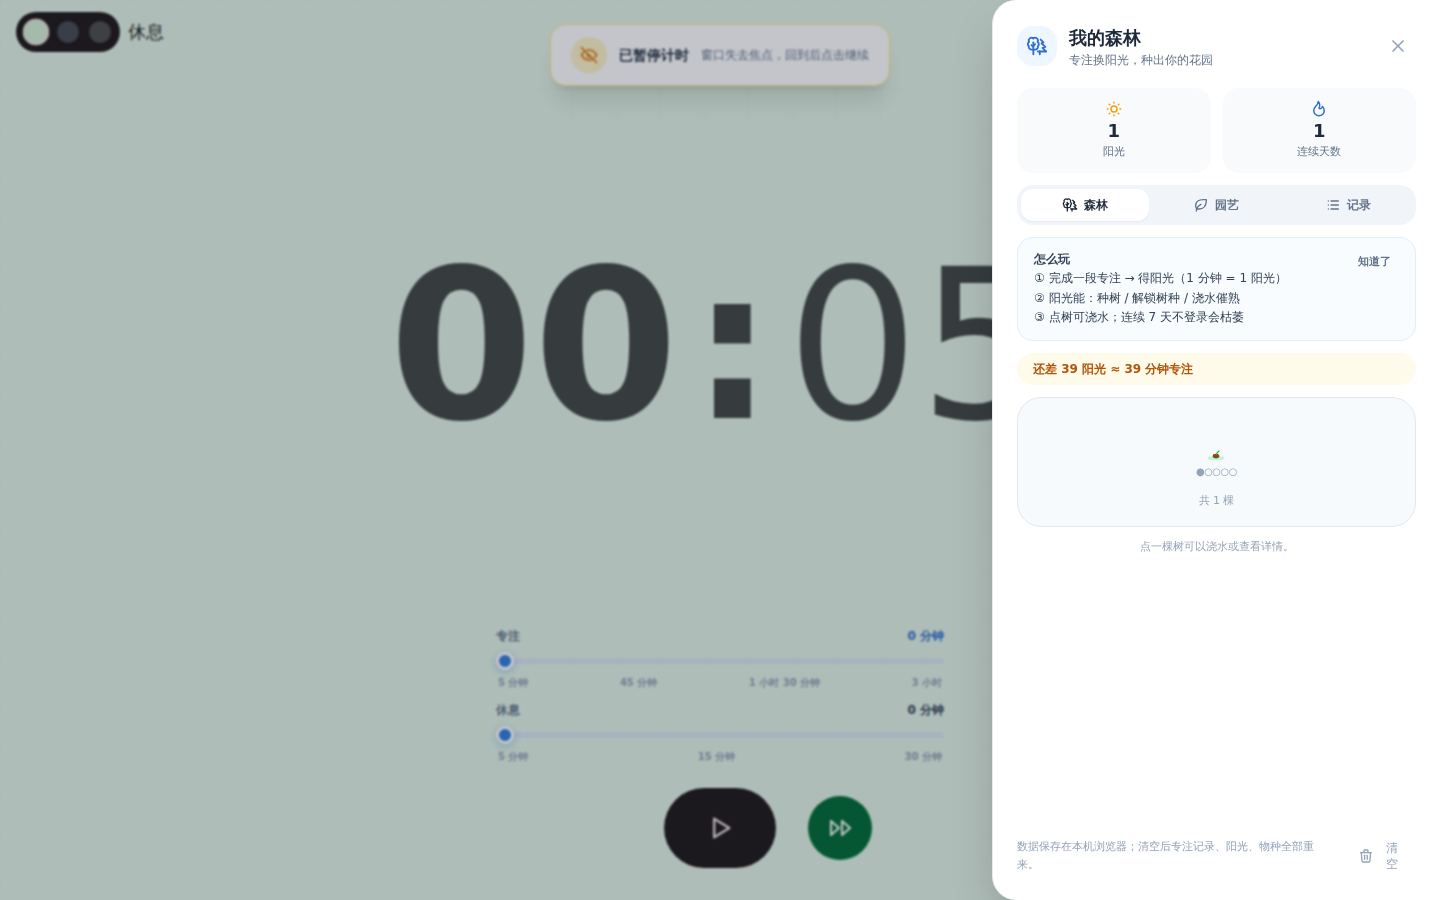 休息
已暂停计时 窗口失去焦点，回到后点击继续
00:05
专注 0 分钟
5 分钟 45 分钟 1 小时 30 分钟 3 小时
休息 0 分钟
5 分钟 15 分钟 30 分钟
我的森林
专注换阳光，种出你的花园
1
阳光
1
连续天数
森林 园艺 记录
怎么玩
知道了
① 完成一段专注 → 得阳光（1 分钟 = 1 阳光）
② 阳光能：种树 / 解锁树种 / 浇水催熟
③ 点树可浇水；连续 7 天不登录会枯萎
还差 39 阳光 ≈ 39 分钟专注
●○○○○
共 1 棵
点一棵树可以浇水或查看详情。
数据保存在本机浏览器；清空后专注记录、阳光、物种全部重
来。
清
空